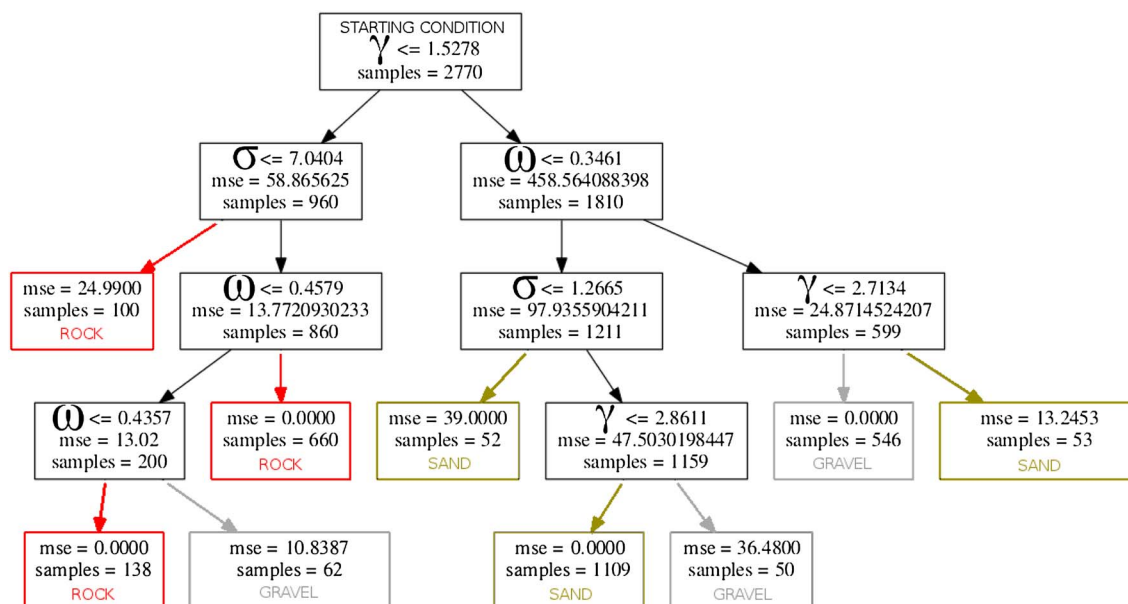 STARTING CONDITION
γ <= 1.5278
samples = 2770
σ <= 7.0404
mse = 58.865625
samples = 960
ω <= 0.3461
mse = 458.564088398
samples = 1810
mse = 24.9900
samples = 100
ROCK
ω <= 0.4579
mse = 13.7720930233
samples = 860
σ <= 1.2665
mse = 97.9355904211
samples = 1211
γ <= 2.7134
mse = 24.8714524207
samples = 599
ω <= 0.4357
mse = 13.02
samples = 200
mse = 0.0000
samples = 660
ROCK
mse = 39.0000
samples = 52
SAND
γ <= 2.8611
mse = 47.5030198447
samples = 1159
mse = 0.0000
samples = 546
GRAVEL
mse = 13.2453
samples = 53
SAND
mse = 0.0000
samples = 138
ROCK
mse = 10.8387
samples = 62
GRAVEL
mse = 0.0000
samples = 1109
SAND
mse = 36.4800
samples = 50
GRAVEL